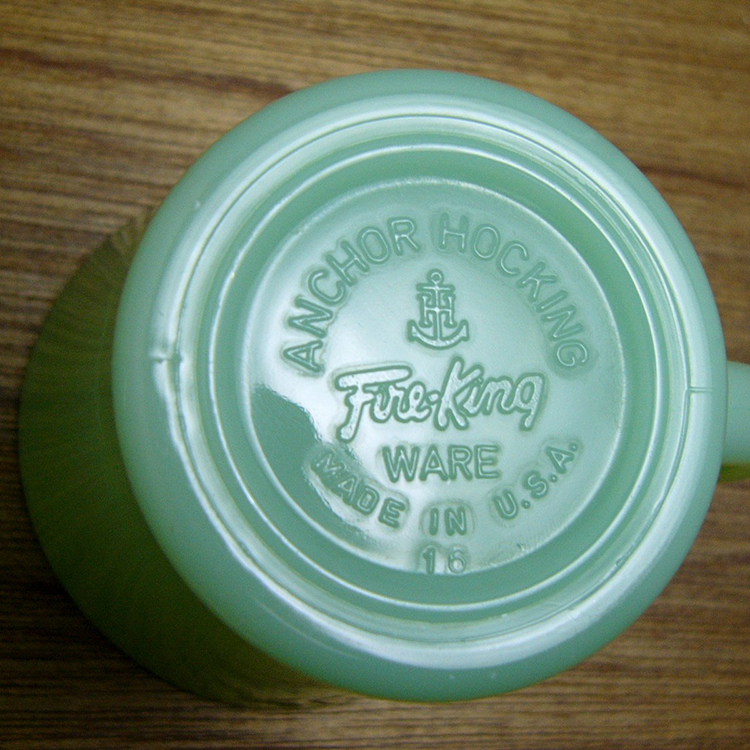 ANCHOR HOCKING
Fire-King
WARE
MADE IN U.S.A.
16